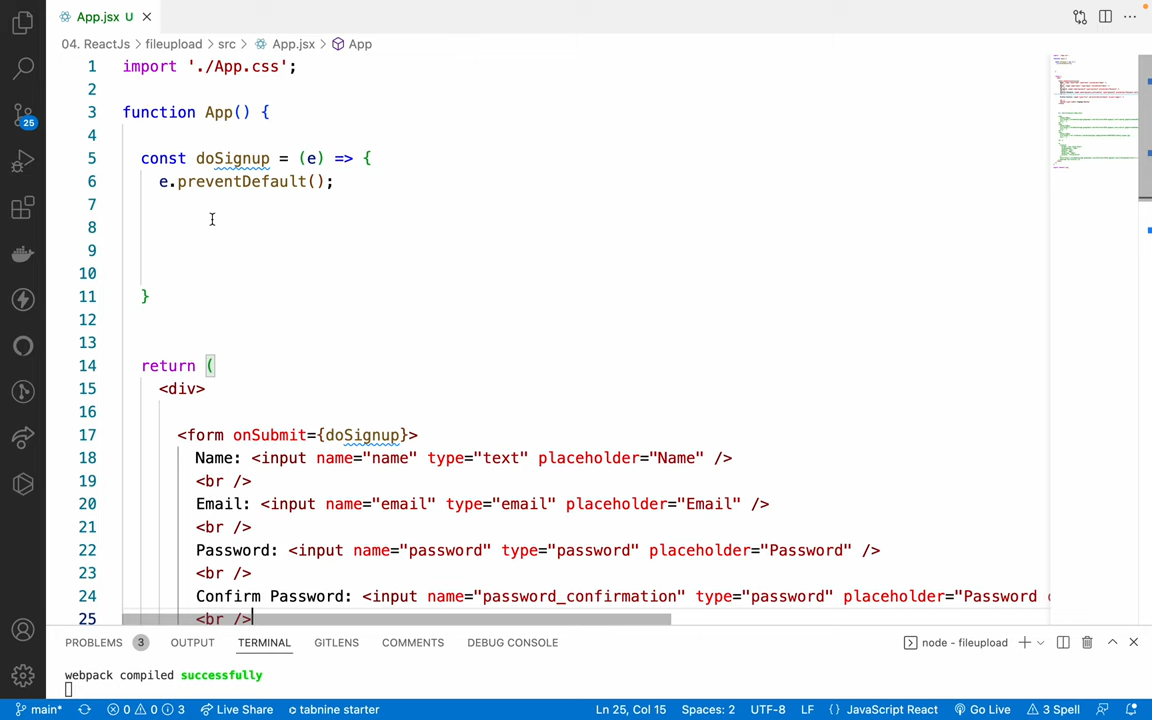 App.jsx U
04. ReactJs > fileupload > src > App.jsx > App
1 import './App.css';
2
3 function App() {
4
5 const doSignup = (e) => {
6 e.preventDefault();
7
8
9
10
11 }
12
13
14 return (
15 <div>
16
17 <form onSubmit={doSignup}>
18 Name: <input name="name" type="text" placeholder="Name" />
19 <br />
20 Email: <input name="email" type="email" placeholder="Email" />
21 <br />
22 Password: <input name="password" type="password" placeholder="Password" />
23 <br />
24 Confirm Password: <input name="password_confirmation" type="password" placeholder="Password
25 <br />
25
PROBLEMS 3 OUTPUT TERMINAL GITLENS COMMENTS DEBUG CONSOLE node - fileupload
webpack compiled successfully
main* 0 0 3 Live Share tabnine starter Ln 25, Col 15 Spaces: 2 UTF-8 LF {} JavaScript React Go Live 3 Spell